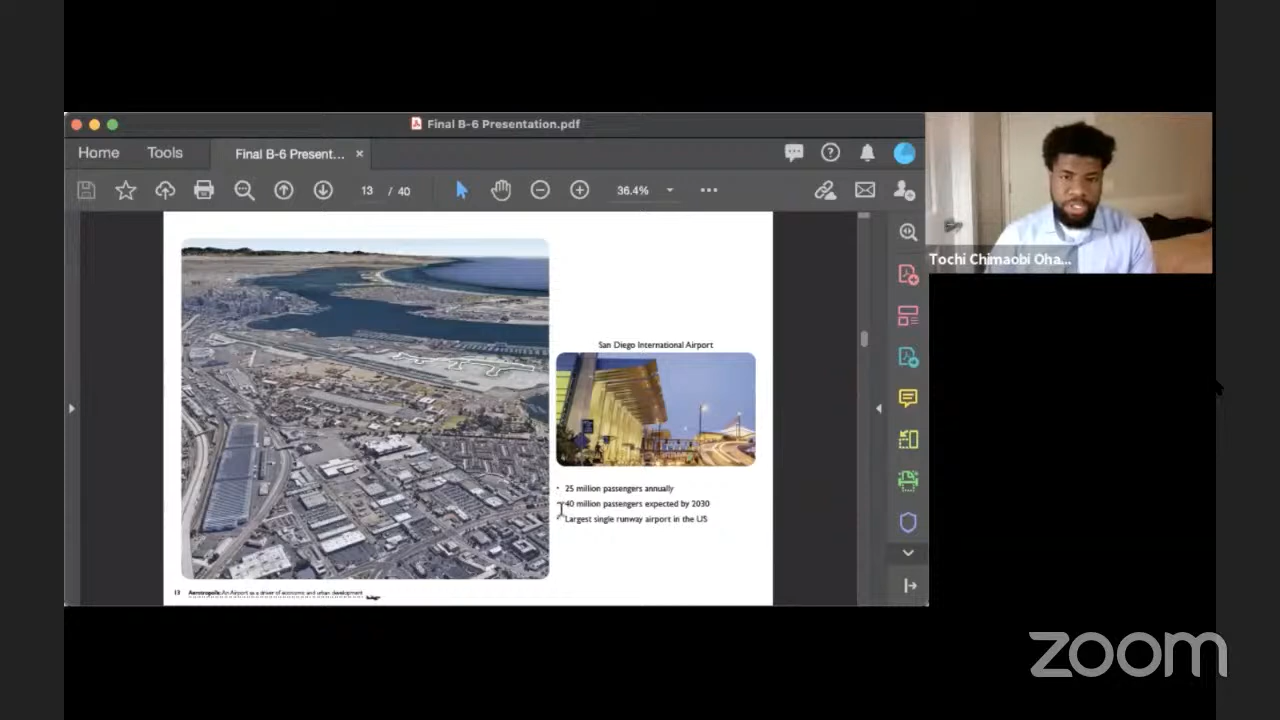 Final B-6 Presentation.pdf
Home
Tools
Final B-6 Present...
13 / 40
36.4%
Tochi Chimaobi Oha...
San Diego International Airport
25 million passengers annually
40 million passengers expected by 2030
Largest single runway airport in the US
13 Aerotropolis: An Airport as a driver of economic and urban development
zoom